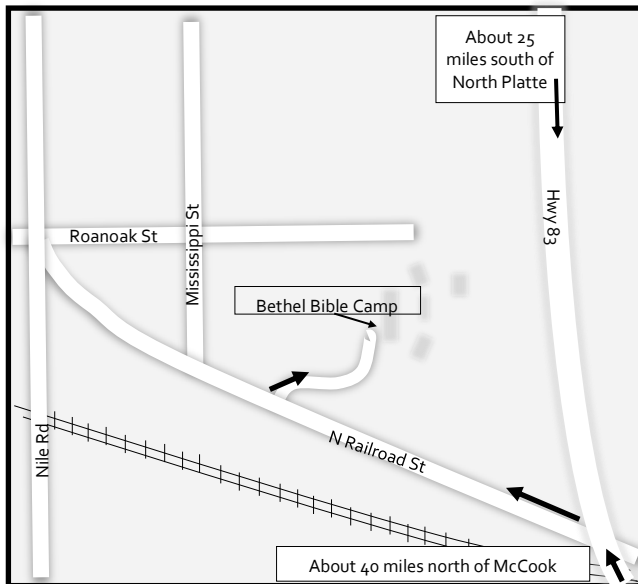 About 25
miles south of
North Platte
Hwy 83
Roanoak St
Mississippi St
Bethel Bible Camp
N Railroad St
Nile Rd
About 40 miles north of McCook